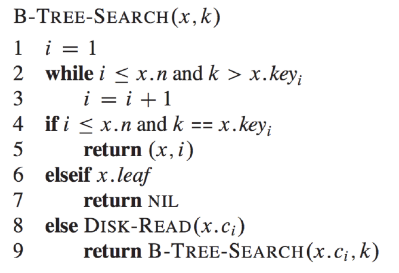 B-TREE-SEARCH(x, k)
1 i = 1
2 while i ≤ x.n and k > x.key_i
3 i = i + 1
4 if i ≤ x.n and k == x.key_i
5 return (x, i)
6 elseif x.leaf
7 return NIL
8 else DISK-READ(x.c_i)
9 return B-TREE-SEARCH(x.c_i, k)